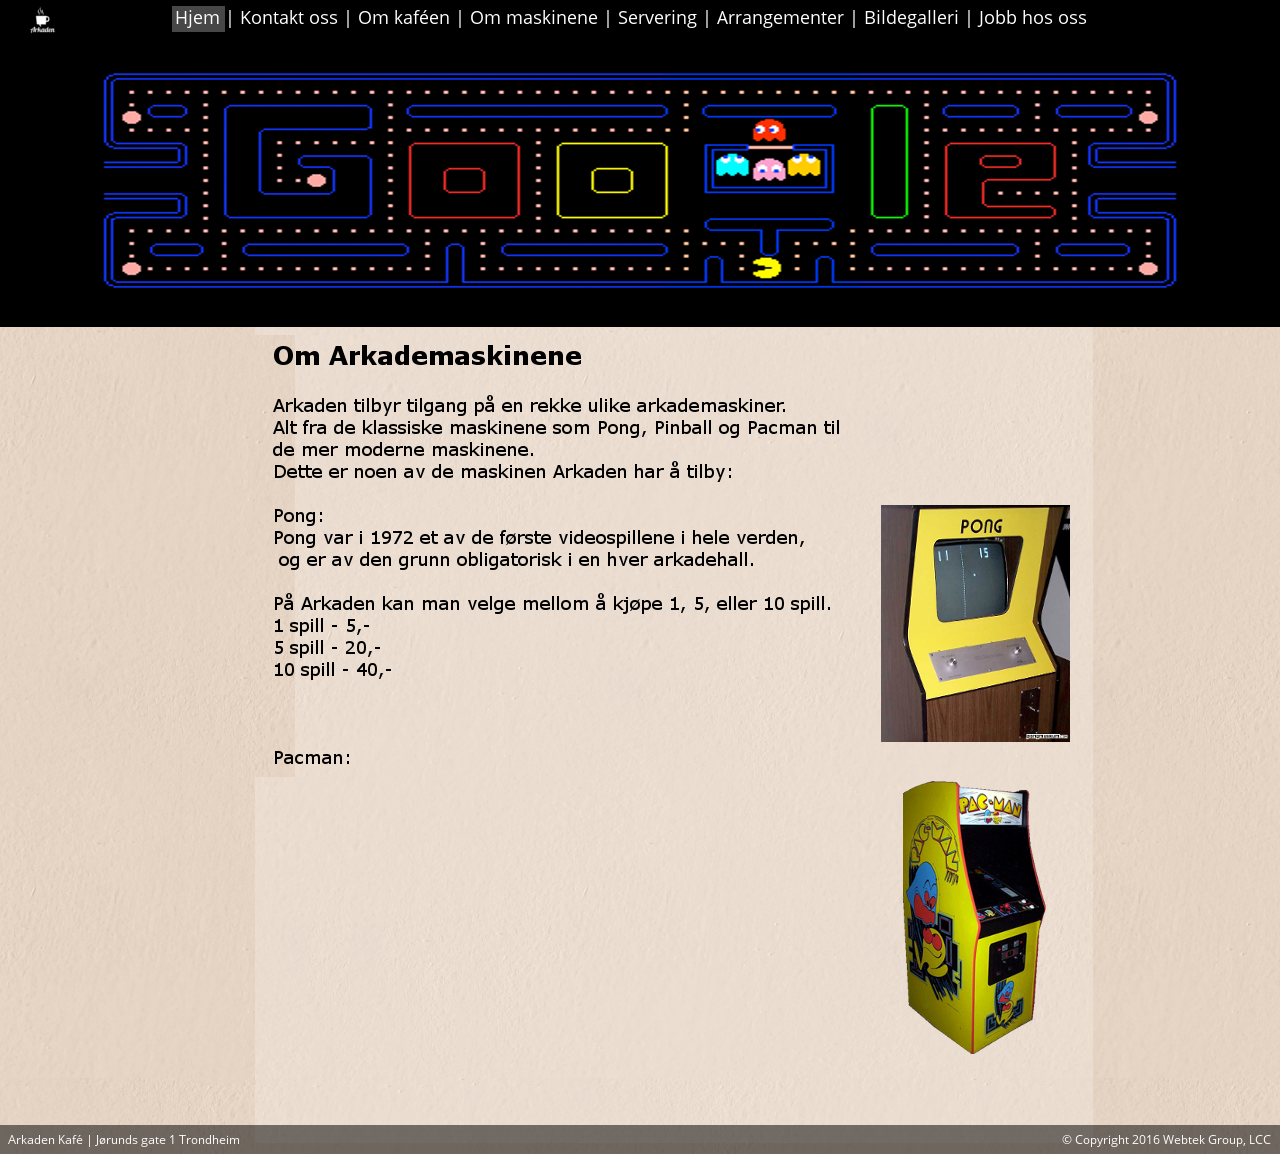 Arkaden
Hjem | Kontakt oss | Om kaféen | Om maskinene | Servering | Arrangementer | Bildegalleri | Jobb hos oss
Google
Om Arkademaskinene
Arkaden tilbyr tilgang på en rekke ulike arkademaskiner.
Alt fra de klassiske maskinene som Pong, Pinball og Pacman til
de mer moderne maskinene.
Dette er noen av de maskinen Arkaden har å tilby:
Pong:
Pong var i 1972 et av de første videospillene i hele verden,
og er av den grunn obligatorisk i en hver arkadehall.
På Arkaden kan man velge mellom å kjøpe 1, 5, eller 10 spill.
1 spill - 5,-
5 spill - 20,-
10 spill - 40,-
PONG
11 15
Pacman:
PAC-MAN
PAC-MAN
Arkaden Kafé | Jørunds gate 1 Trondheim
© Copyright 2016 Webtek Group, LCC